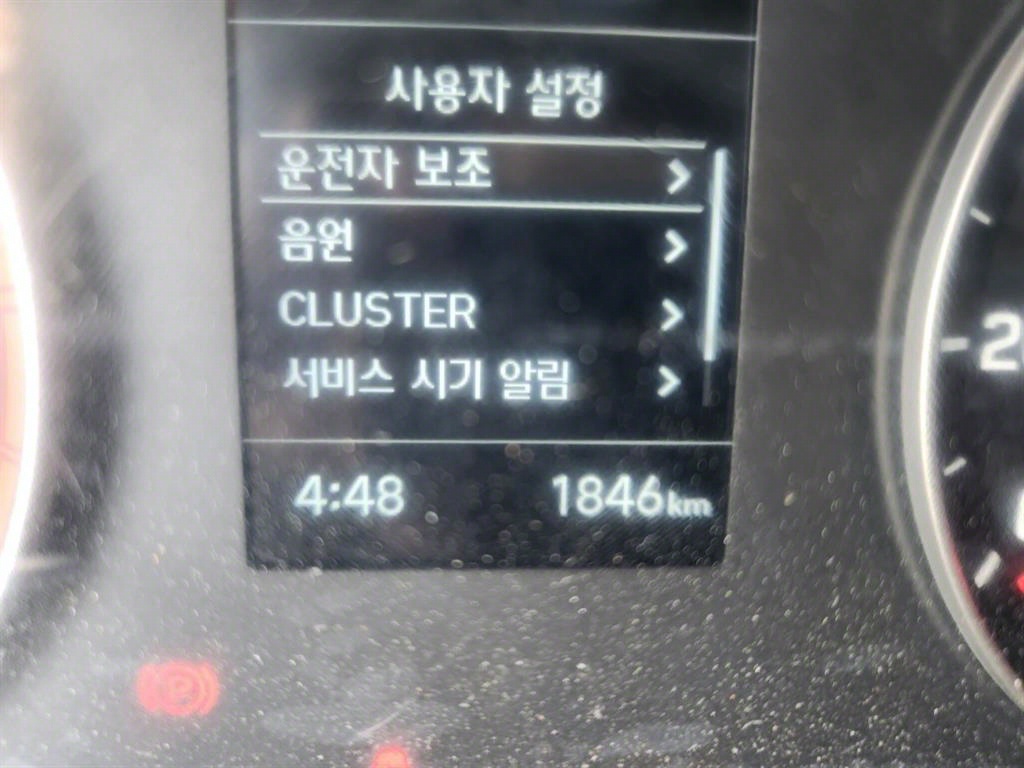 사용자 설정
운전자 보조
음원
CLUSTER
서비스 시기 알림
4:48 1846km
2